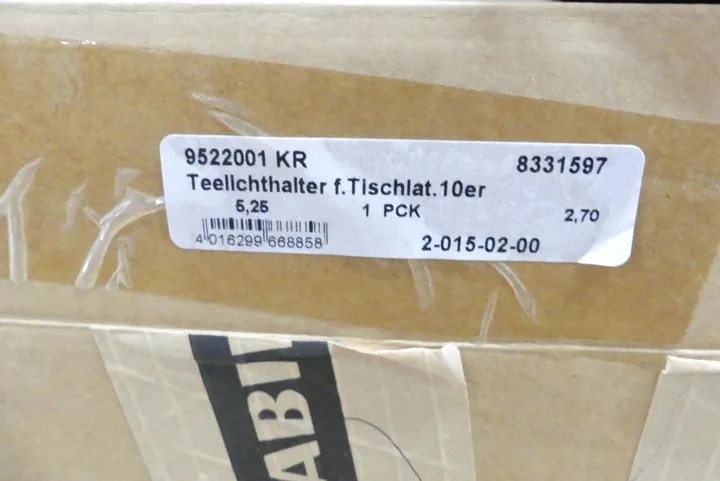 9522001 KR 8331597
Teelichthalter f.Tischlat.10er
5,25 1 PCK 2,70
4 016299 668858 2-015-02-00
ABI